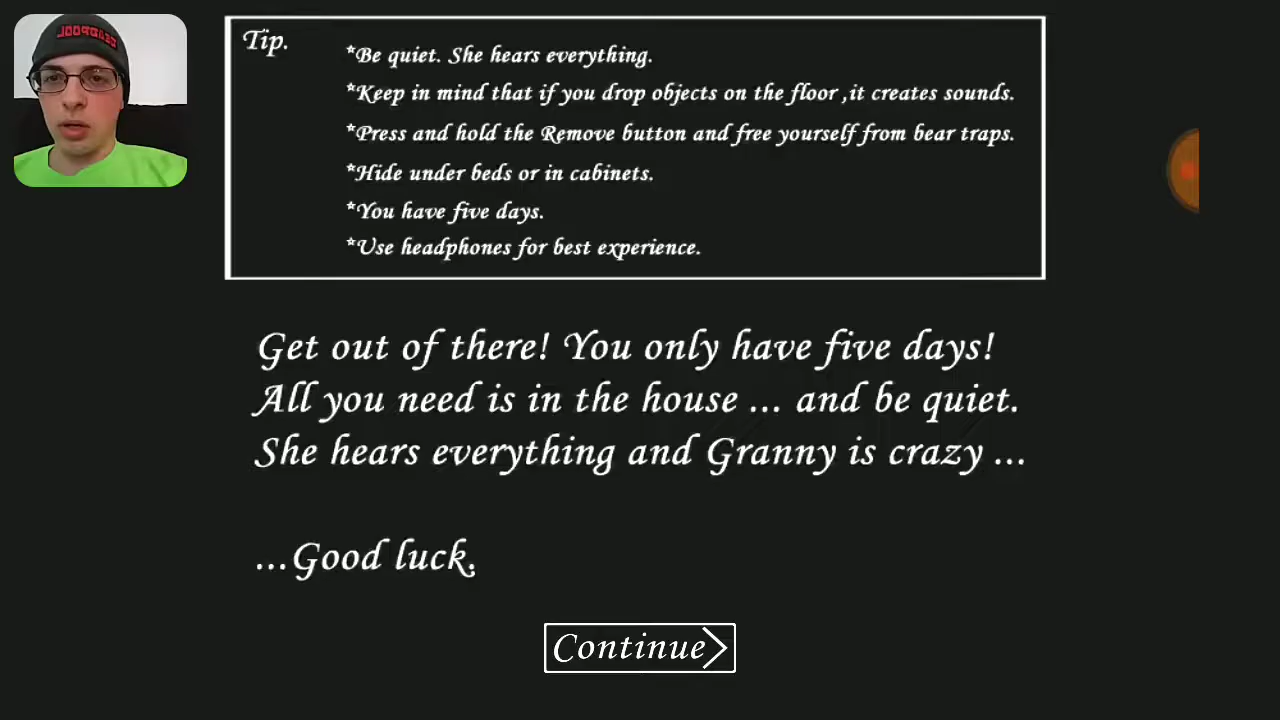 DEADPOOL
Tip.
*Be quiet. She hears everything.
*Keep in mind that if you drop objects on the floor ,it creates sounds.
*Press and hold the Remove button and free yourself from bear traps.
*Hide under beds or in cabinets.
*You have five days.
*Use headphones for best experience.
Get out of there! You only have five days!
All you need is in the house ... and be quiet.
She hears everything and Granny is crazy ...
...Good luck.
Continue